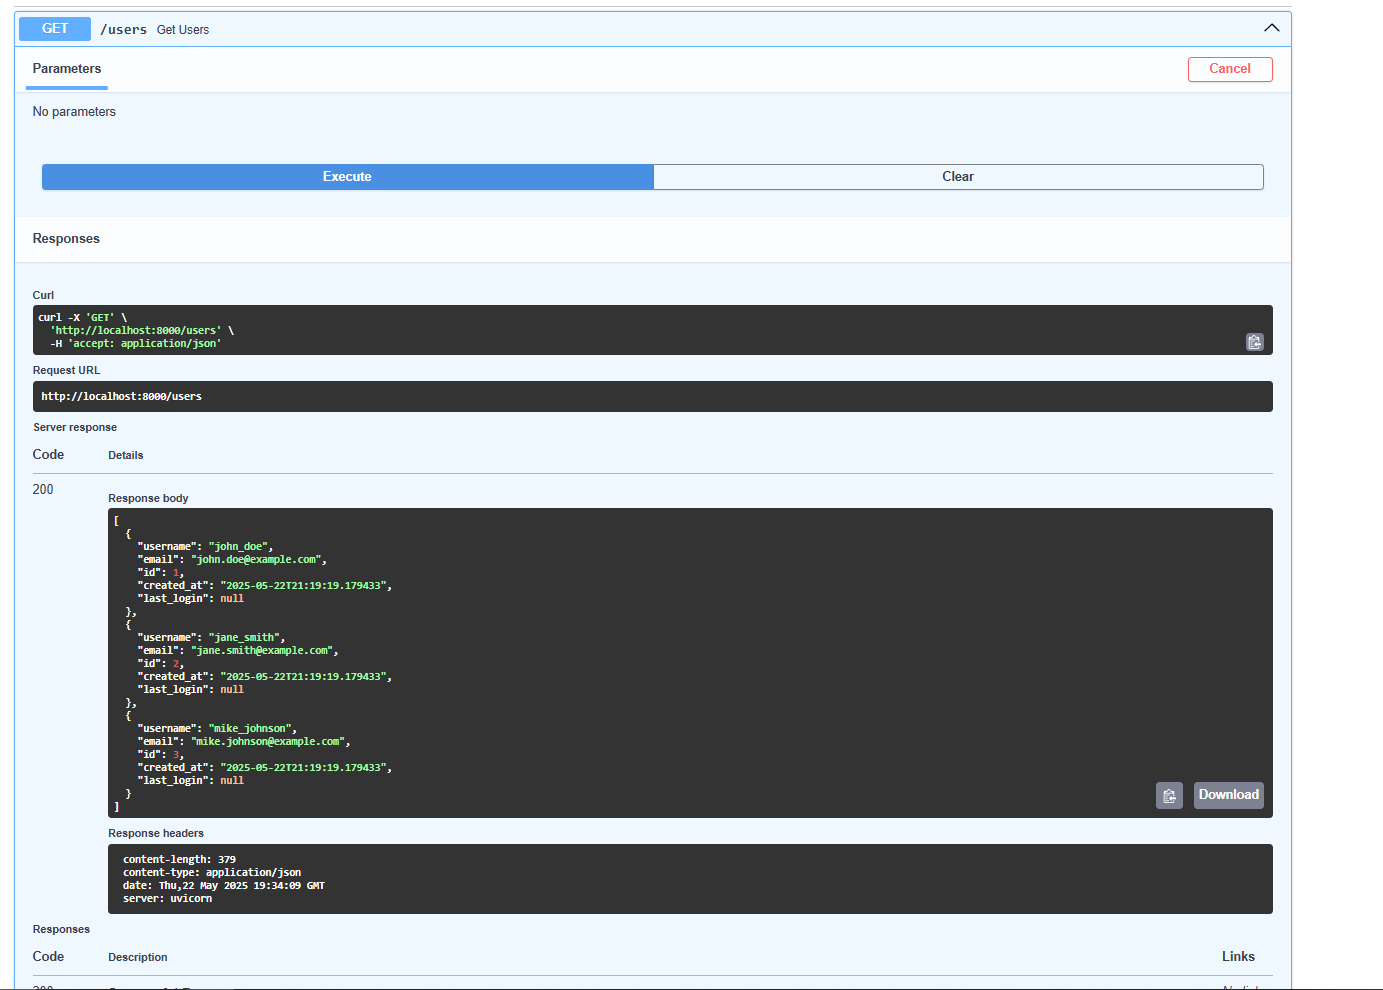 GET /users Get Users
Parameters
Cancel
No parameters
Execute
Clear
Responses
Curl
curl -X 'GET' \
  'http://localhost:8000/users' \
  -H 'accept: application/json'
Request URL
http://localhost:8000/users
Server response
Code Details
200
Response body
[
  {
    "username": "john_doe",
    "email": "john.doe@example.com",
    "id": 1,
    "created_at": "2025-05-22T21:19:19.179433",
    "last_login": null
  },
  {
    "username": "jane_smith",
    "email": "jane.smith@example.com",
    "id": 2,
    "created_at": "2025-05-22T21:19:19.179433",
    "last_login": null
  },
  {
    "username": "mike_johnson",
    "email": "mike.johnson@example.com",
    "id": 3,
    "created_at": "2025-05-22T21:19:19.179433",
    "last_login": null
  }
]
Download
Response headers
content-length: 379
content-type: application/json
date: Thu,22 May 2025 19:34:09 GMT
server: uvicorn
Responses
Code Description Links